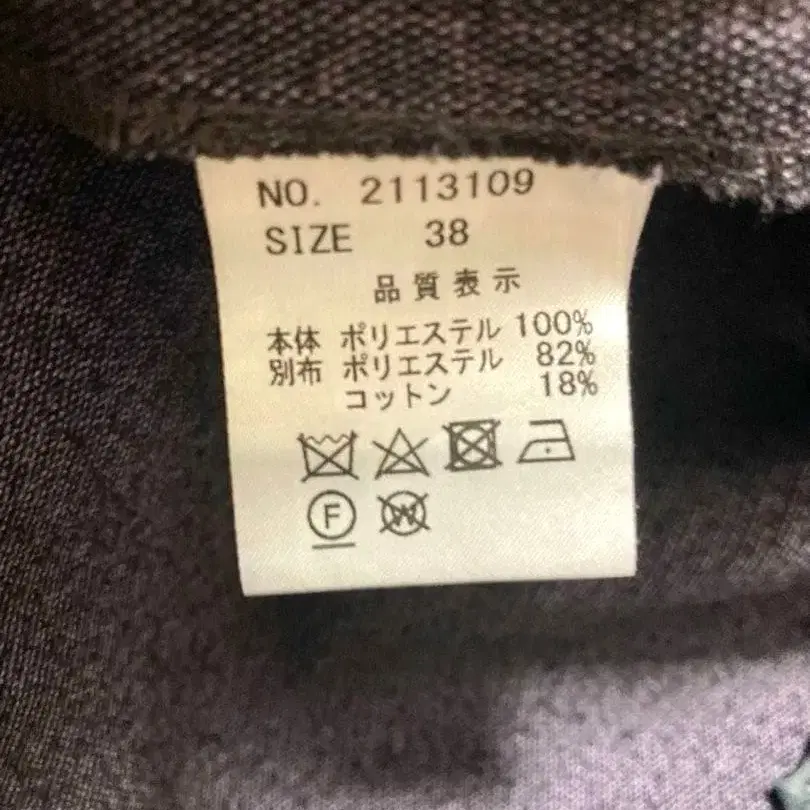 NO. 2113109
SIZE 38
品質表示
本体 ポリエステル 100%
別布 ポリエステル 82%
コットン 18%
F W